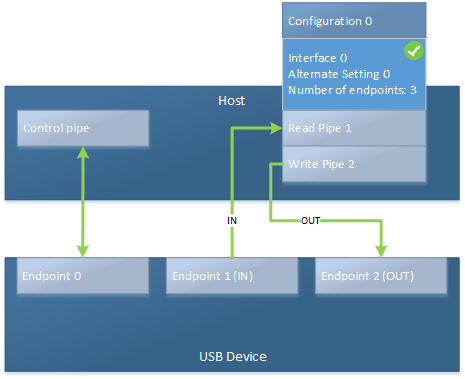 Configuration 0
Interface 0
Alternate Setting 0
Number of endpoints: 3
Host
Control pipe
Read Pipe 1
Write Pipe 2
IN
OUT
Endpoint 0
Endpoint 1 (IN)
Endpoint 2 (OUT)
USB Device